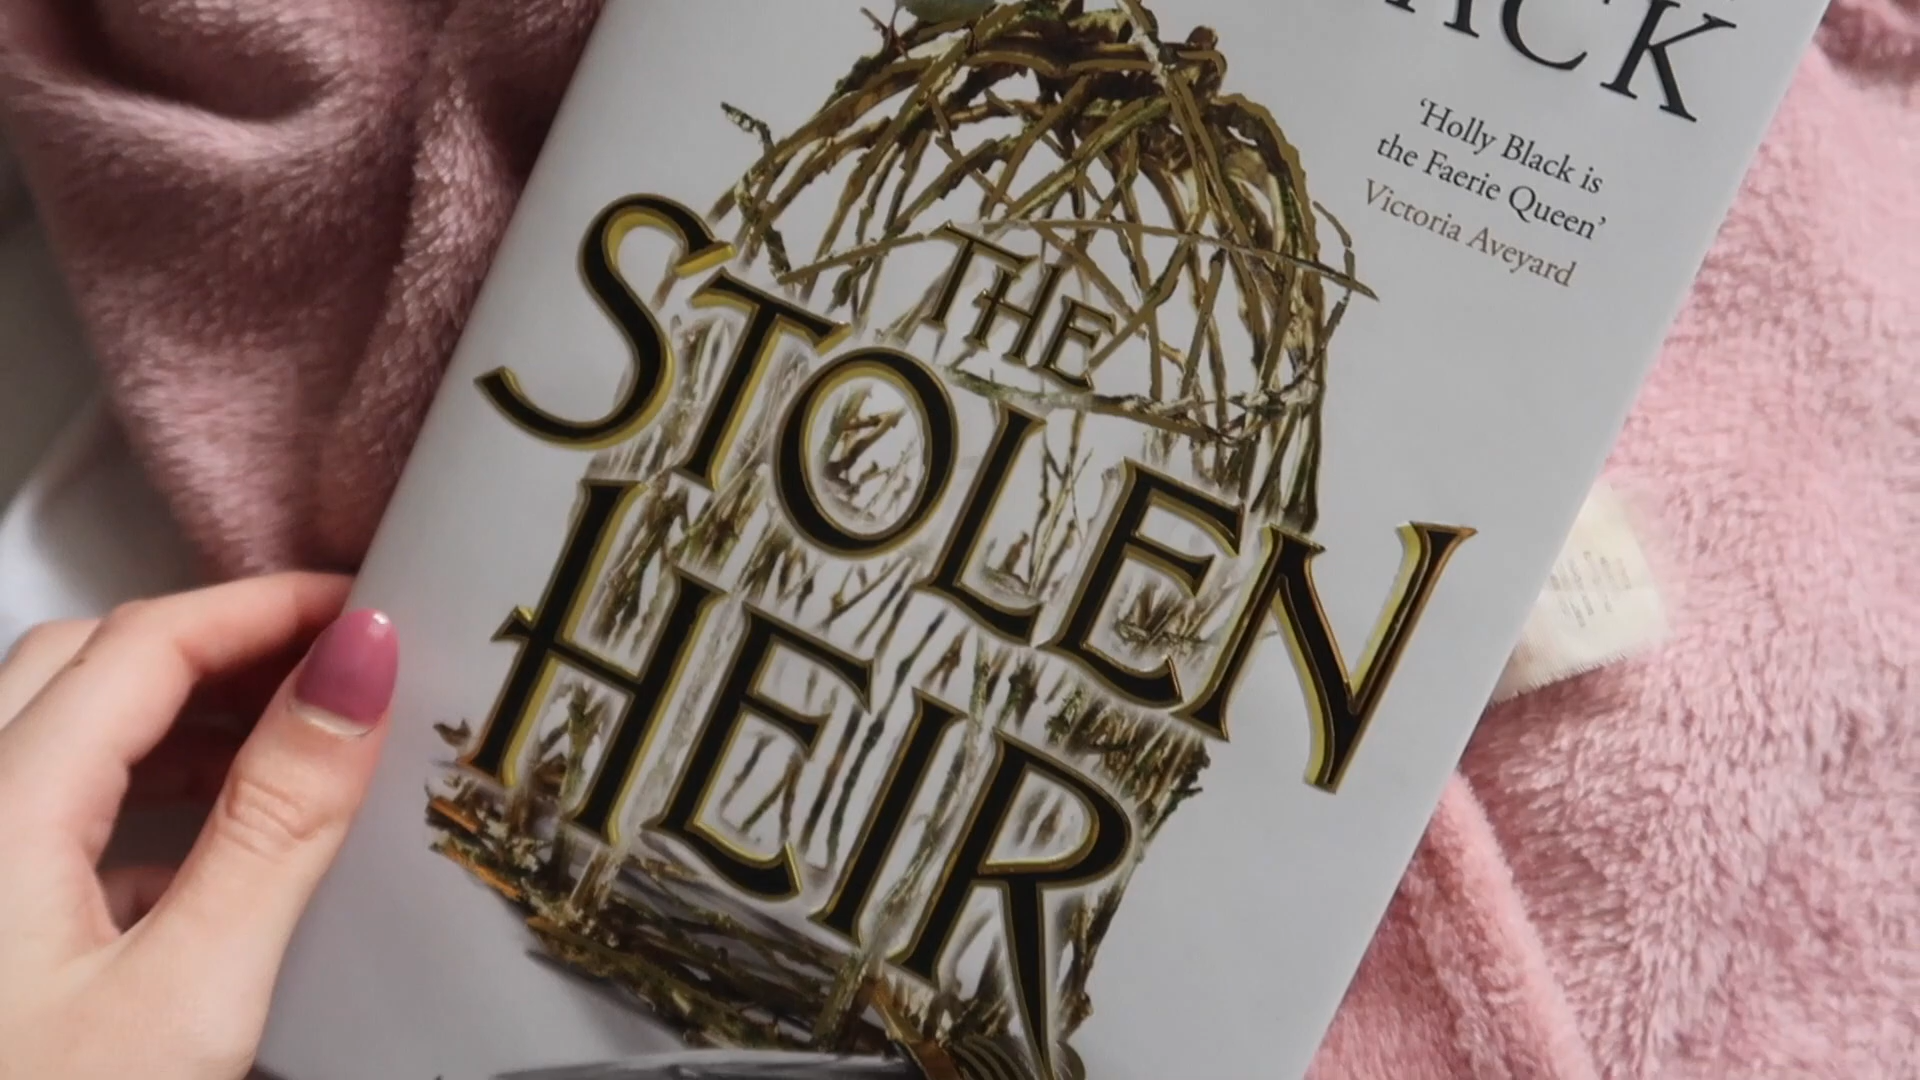 ACK
‘Holly Black is
the Faerie Queen’
Victoria Aveyard
THE
STOLEN
HEIR